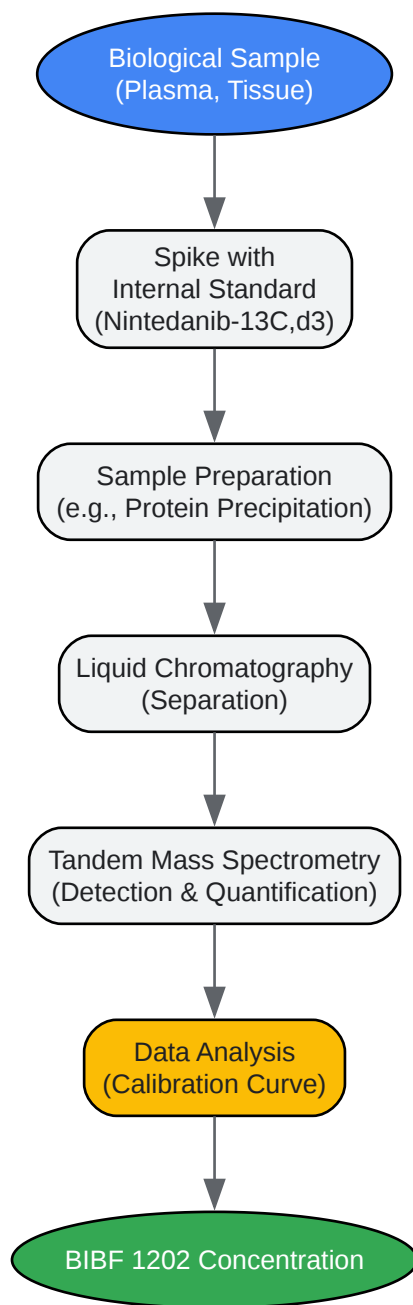 Biological Sample
(Plasma, Tissue)
Spike with
Internal Standard
(Nintedanib-13C,d3)
Sample Preparation
(e.g., Protein Precipitation)
Liquid Chromatography
(Separation)
Tandem Mass Spectrometry
(Detection & Quantification)
Data Analysis
(Calibration Curve)
BIBF 1202 Concentration